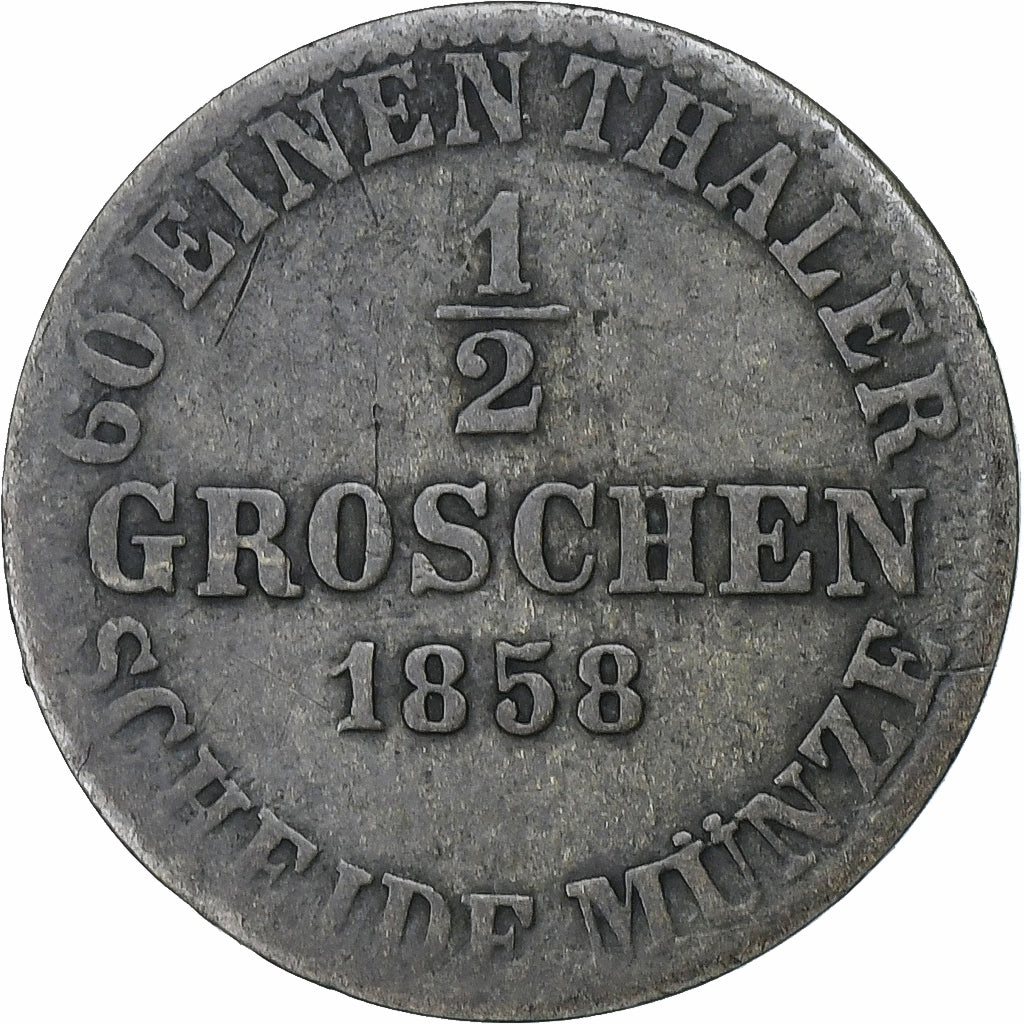 60 EINEN THALER
1/2
GROSCHEN
1858
SCHEIDE MÜNZE